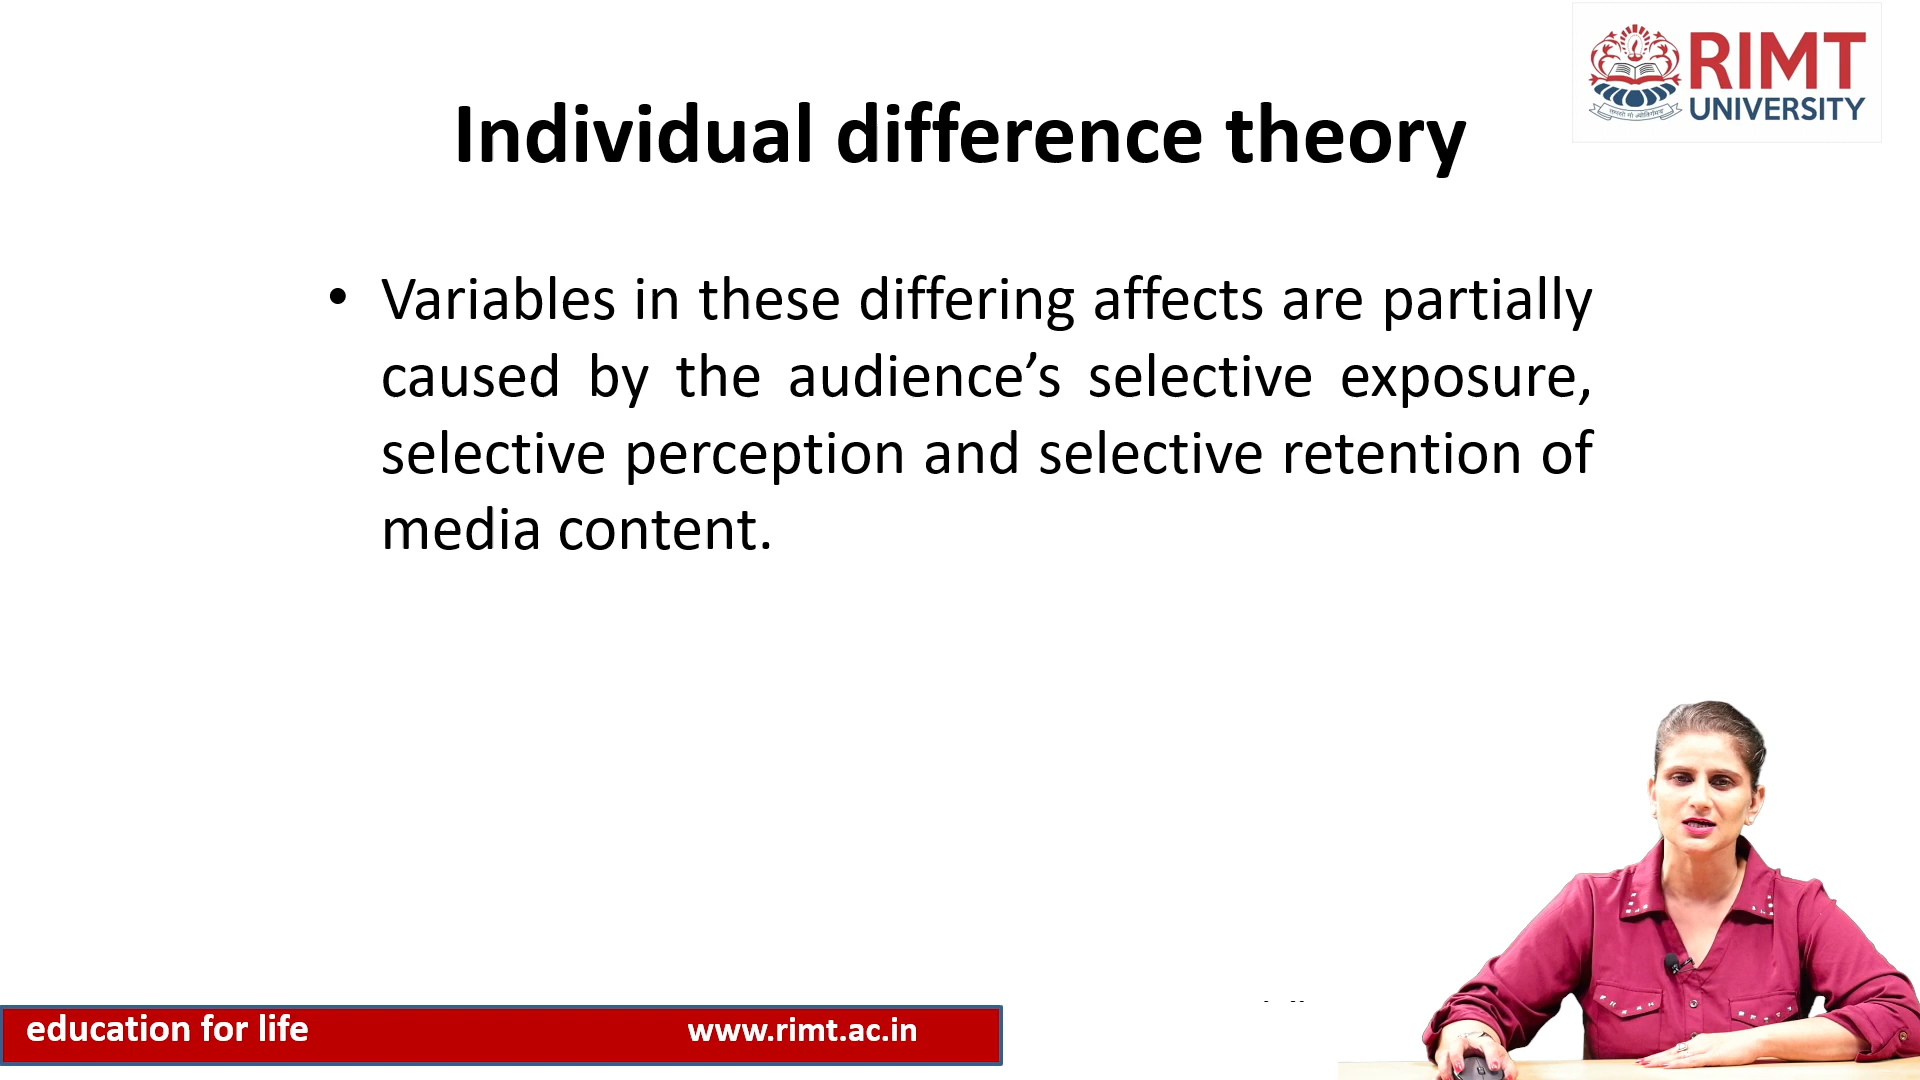 RIMT
UNIVERSITY
Individual difference theory
• Variables in these differing affects are partially
caused by the audience’s selective exposure,
selective perception and selective retention of
media content.
education for life
www.rimt.ac.in